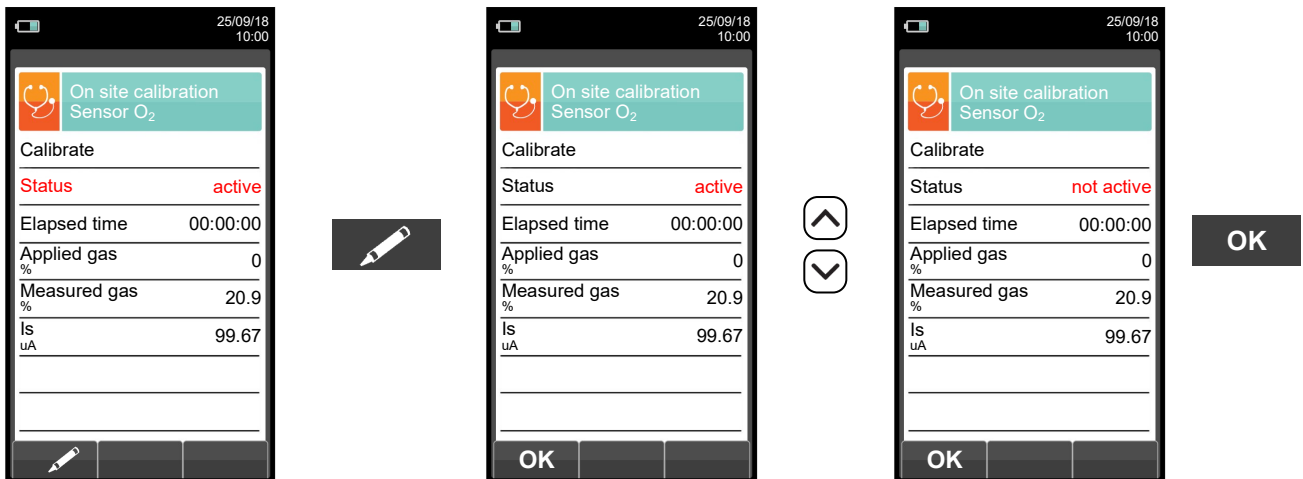 25/09/18
10:00
On site calibration
Sensor O₂
Calibrate
Status active
Elapsed time 00:00:00
Applied gas
% 0
Measured gas
% 20.9
Is
uA 99.67
25/09/18
10:00
On site calibration
Sensor O₂
Calibrate
Status active
Elapsed time 00:00:00
Applied gas
% 0
Measured gas
% 20.9
Is
uA 99.67
OK
25/09/18
10:00
On site calibration
Sensor O₂
Calibrate
Status not active
Elapsed time 00:00:00
Applied gas
% 0
Measured gas
% 20.9
Is
uA 99.67
OK
OK